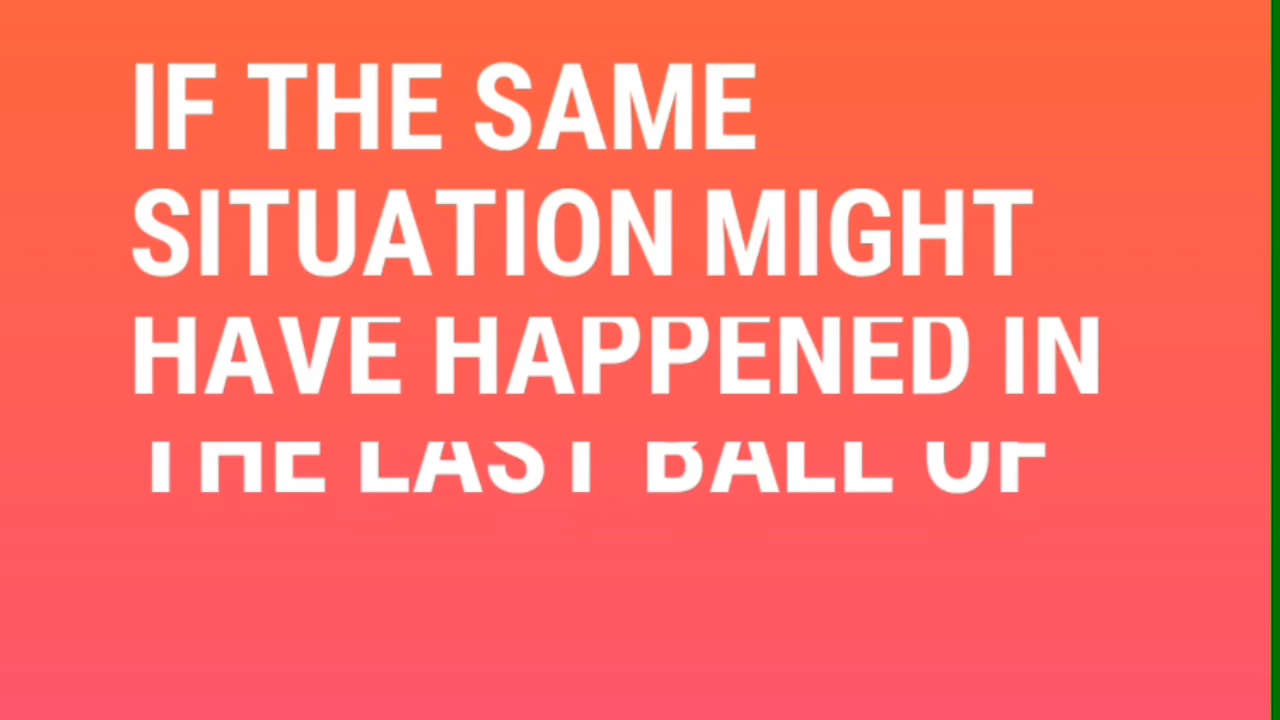 IF THE SAME
SITUATION MIGHT
HAVE HAPPENED IN
THE LAST BALL OF